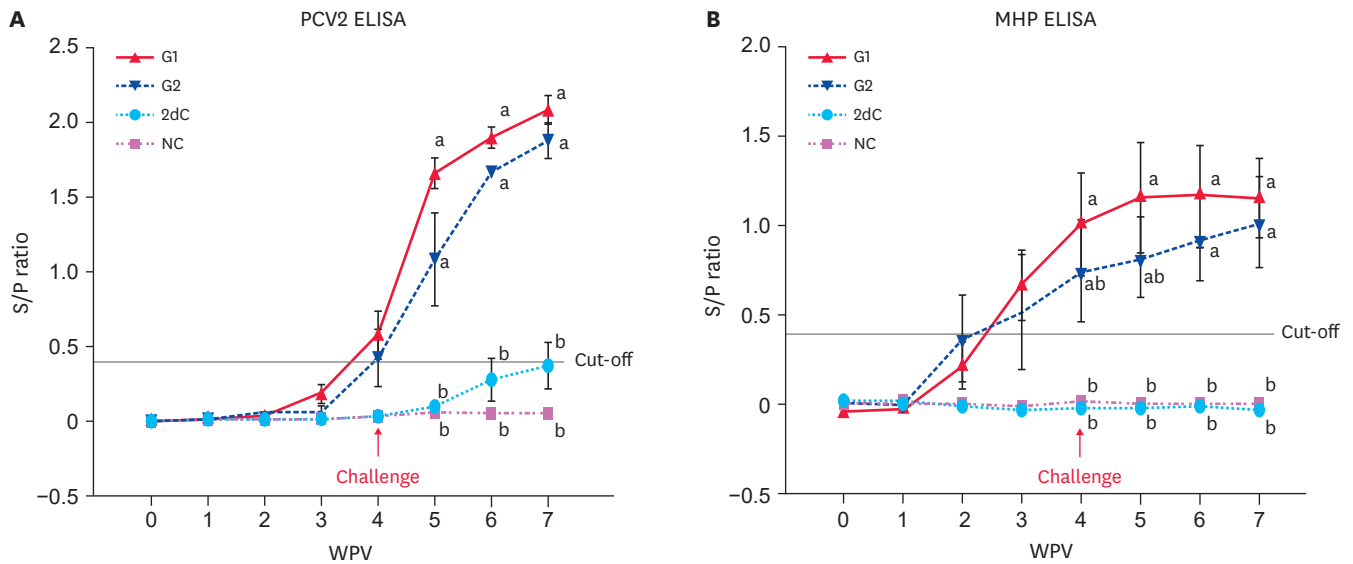 A
PCV2 ELISA
G1
G2
2dC
NC
S/P ratio
2.5
2.0
1.5
1.0
0.5
0
−0.5
a
a
a
a
a
a
b
b
b
b
b
b
Cut-off
Challenge
0 1 2 3 4 5 6 7
WPV
B
MHP ELISA
G1
G2
2dC
NC
S/P ratio
2.0
1.5
1.0
0.5
0
−0.5
a
a
a
a
ab
ab
a
a
b
b
b
b
b
b
b
b
Cut-off
Challenge
0 1 2 3 4 5 6 7
WPV